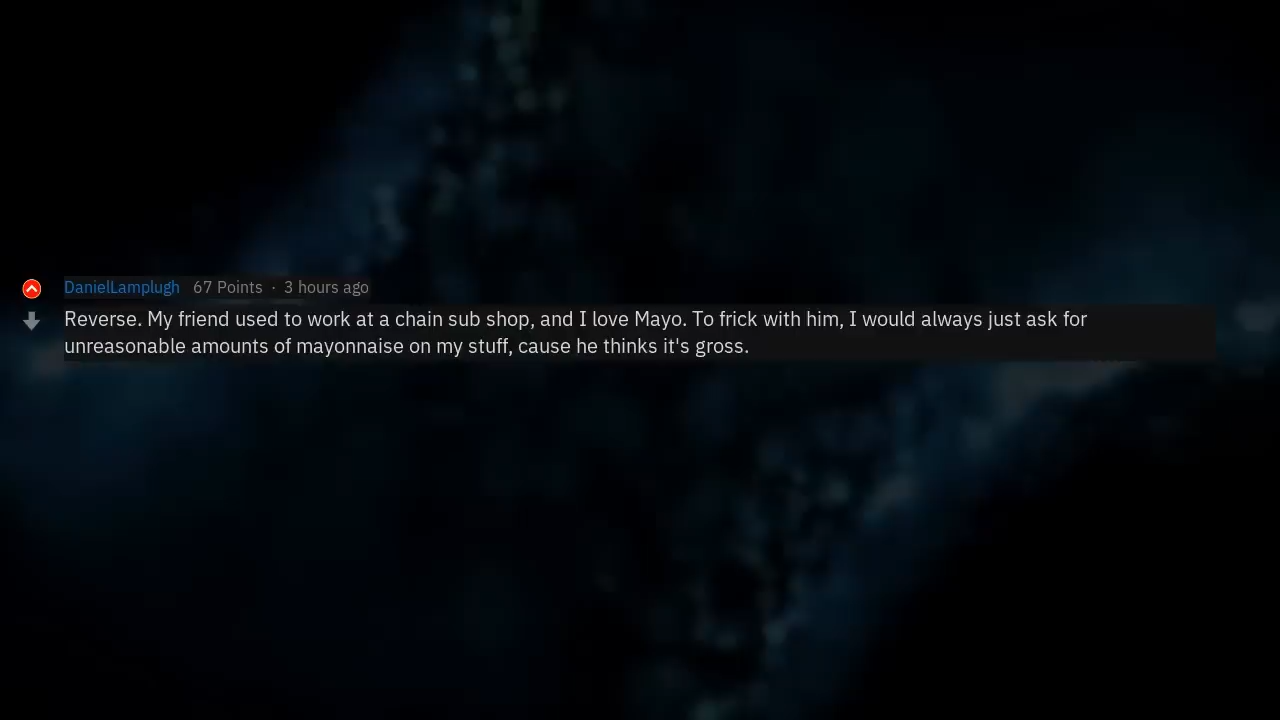 DanielLamplugh 67 Points · 3 hours ago
Reverse. My friend used to work at a chain sub shop, and I love Mayo. To frick with him, I would always just ask for
unreasonable amounts of mayonnaise on my stuff, cause he thinks it's gross.